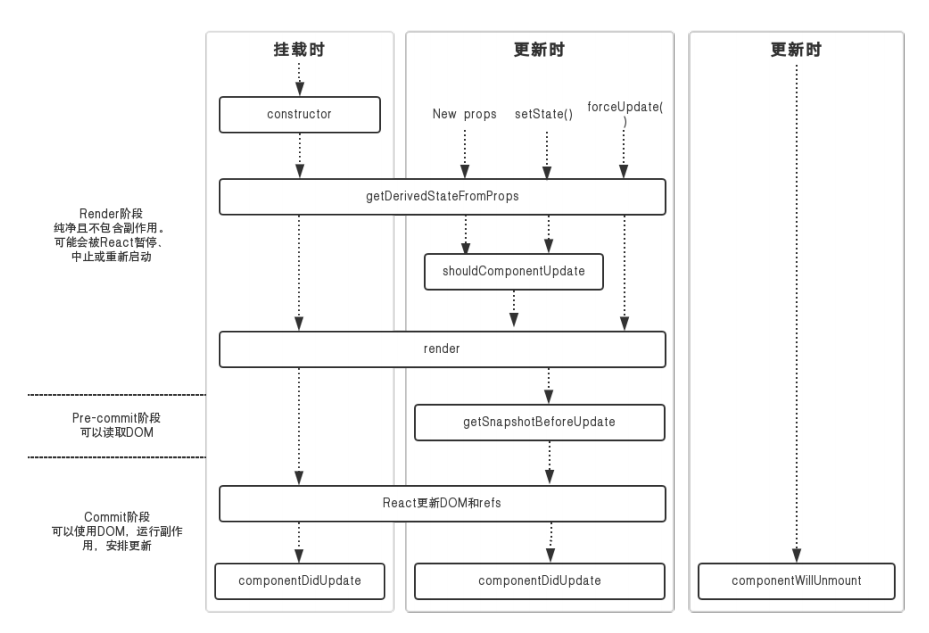 挂载时
更新时
更新时
constructor
New props
setState()
forceUpdate(
)
getDerivedStateFromProps
Render阶段
纯净且不包含副作用。
可能会被React暂停、
中止或重新启动
shouldComponentUpdate
render
Pre-commit阶段
可以读取DOM
getSnapshotBeforeUpdate
React更新DOM和refs
Commit阶段
可以使用DOM，运行副作
用，安排更新
componentDidUpdate
componentDidUpdate
componentWillUnmount